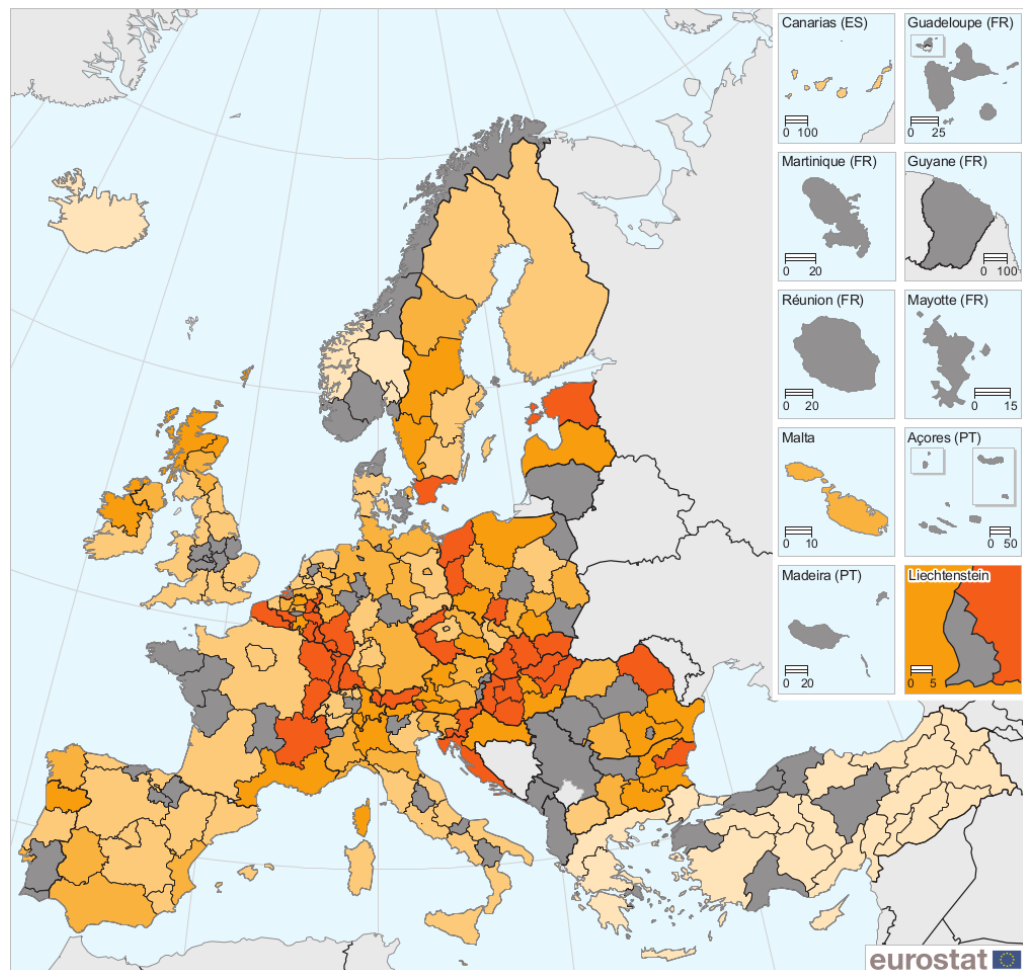 Canarias (ES)
0 100
Guadeloupe (FR)
0 25
Martinique (FR)
0 20
Guyane (FR)
0 100
Réunion (FR)
0 20
Mayotte (FR)
0 15
Malta
0 10
Açores (PT)
0 50
Madeira (PT)
0 20
Liechtenstein
0 5
eurostat